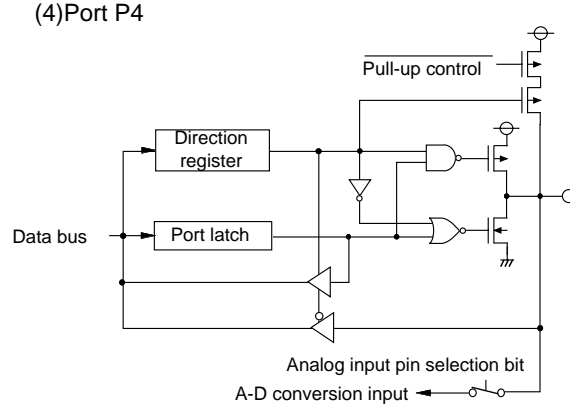 (4)Port P4
Pull-up control
Direction
register
Data bus
Port latch
Analog input pin selection bit
A-D conversion input